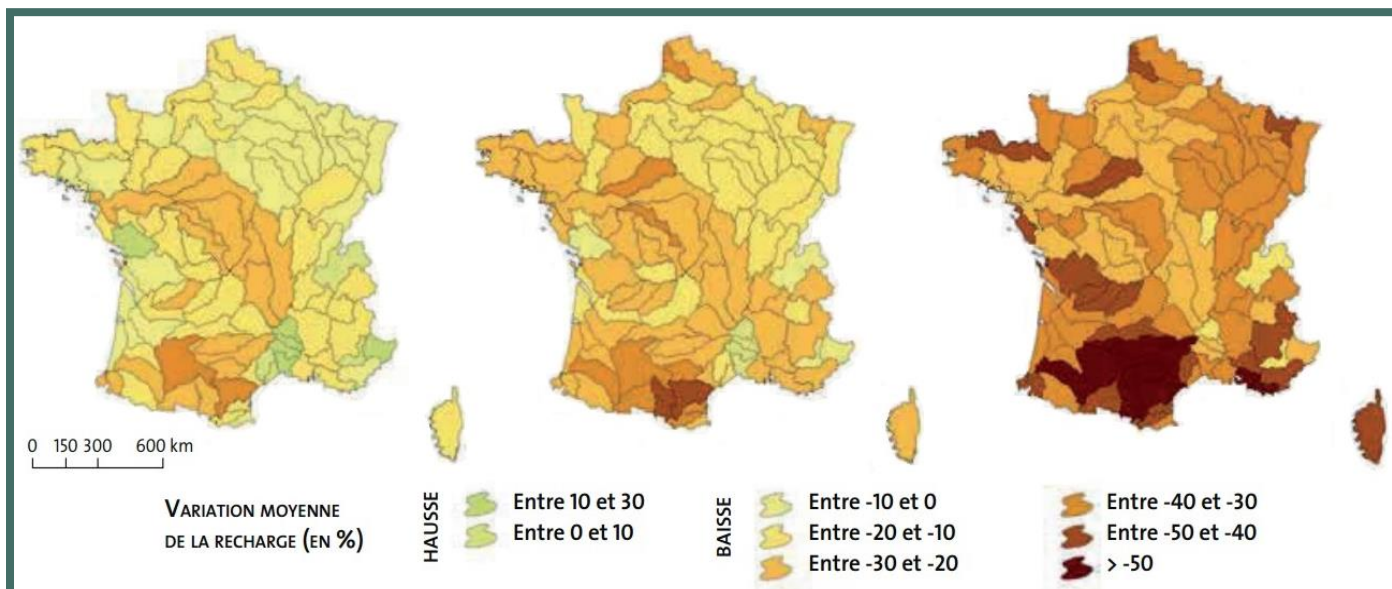 0 150 300 600 km
VARIATION MOYENNE
DE LA RECHARGE (EN %)
HAUSSE
Entre 10 et 30
Entre 0 et 10
BAISSE
Entre -10 et 0
Entre -20 et -10
Entre -30 et -20
Entre -40 et -30
Entre -50 et -40
> -50